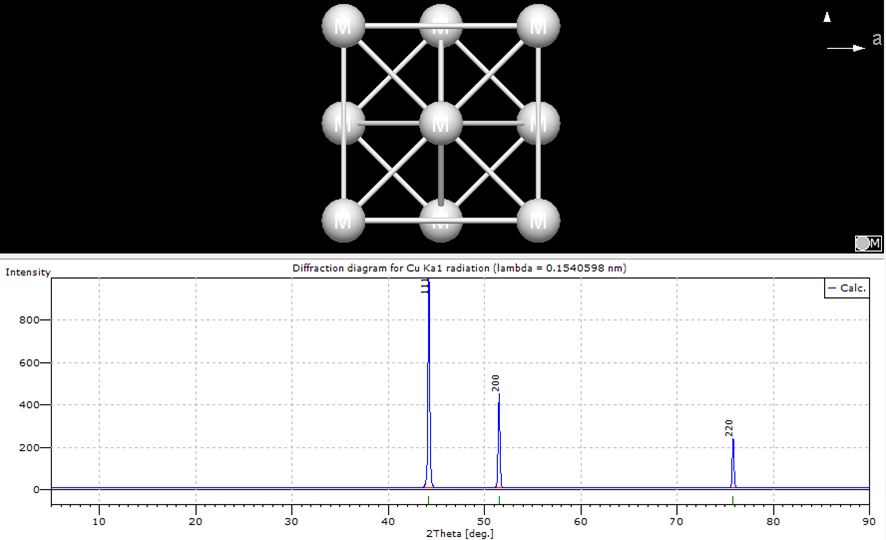 M M M
a
M M M
M M M
M
Diffraction diagram for Cu Ka1 radiation (lambda = 0.1540598 nm)
Intensity
Calc.
111
800
600
200
400
220
200
0
10 20 30 40 50 60 70 80 90
2Theta [deg.]